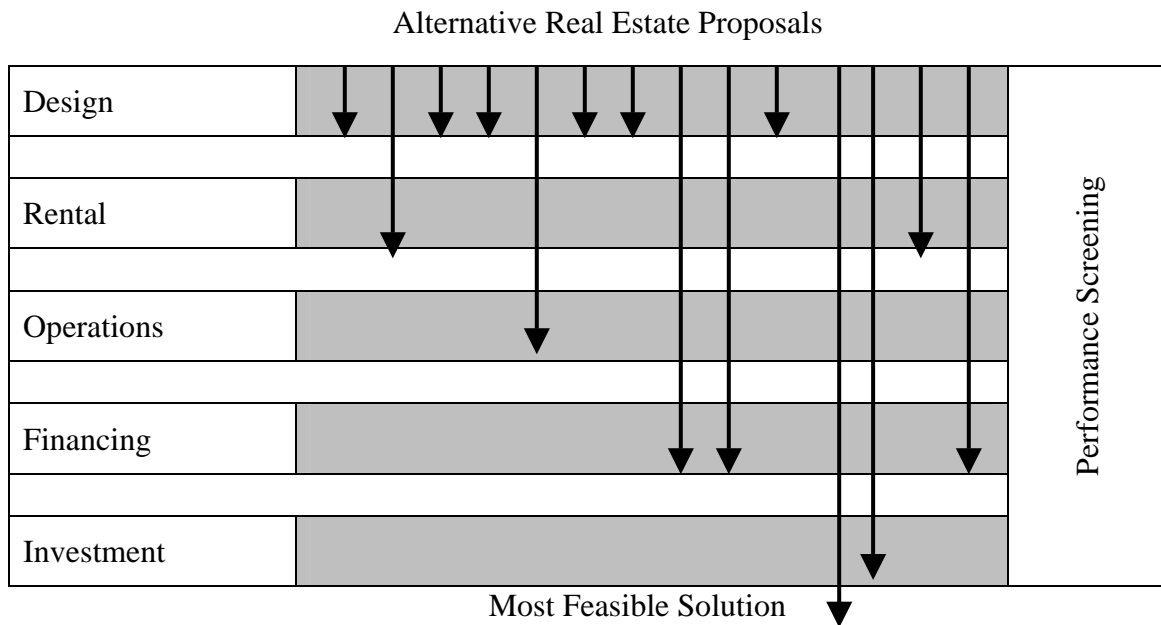 Alternative Real Estate Proposals
Design
Rental
Operations
Financing
Investment
Performance Screening
Most Feasible Solution